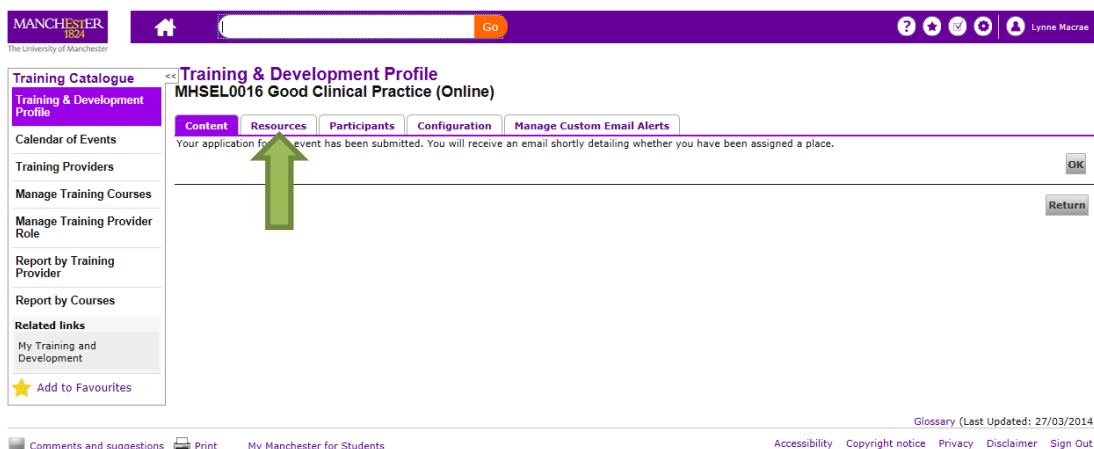 MANCHESTER
1824
The University of Manchester
Go
Lynne Macrae
Training Catalogue
Training & Development
Profile
Calendar of Events
Training Providers
Manage Training Courses
Manage Training Provider
Role
Report by Training
Provider
Report by Courses
Related links
My Training and
Development
Add to Favourites
<< Training & Development Profile
MHSEL0016 Good Clinical Practice (Online)
Content Resources Participants Configuration Manage Custom Email Alerts
Your application for event has been submitted. You will receive an email shortly detailing whether you have been assigned a place.
OK
Return
Glossary (Last Updated: 27/03/2014
Comments and suggestions Print My Manchester for Students
Accessibility Copyright notice Privacy Disclaimer Sign Out